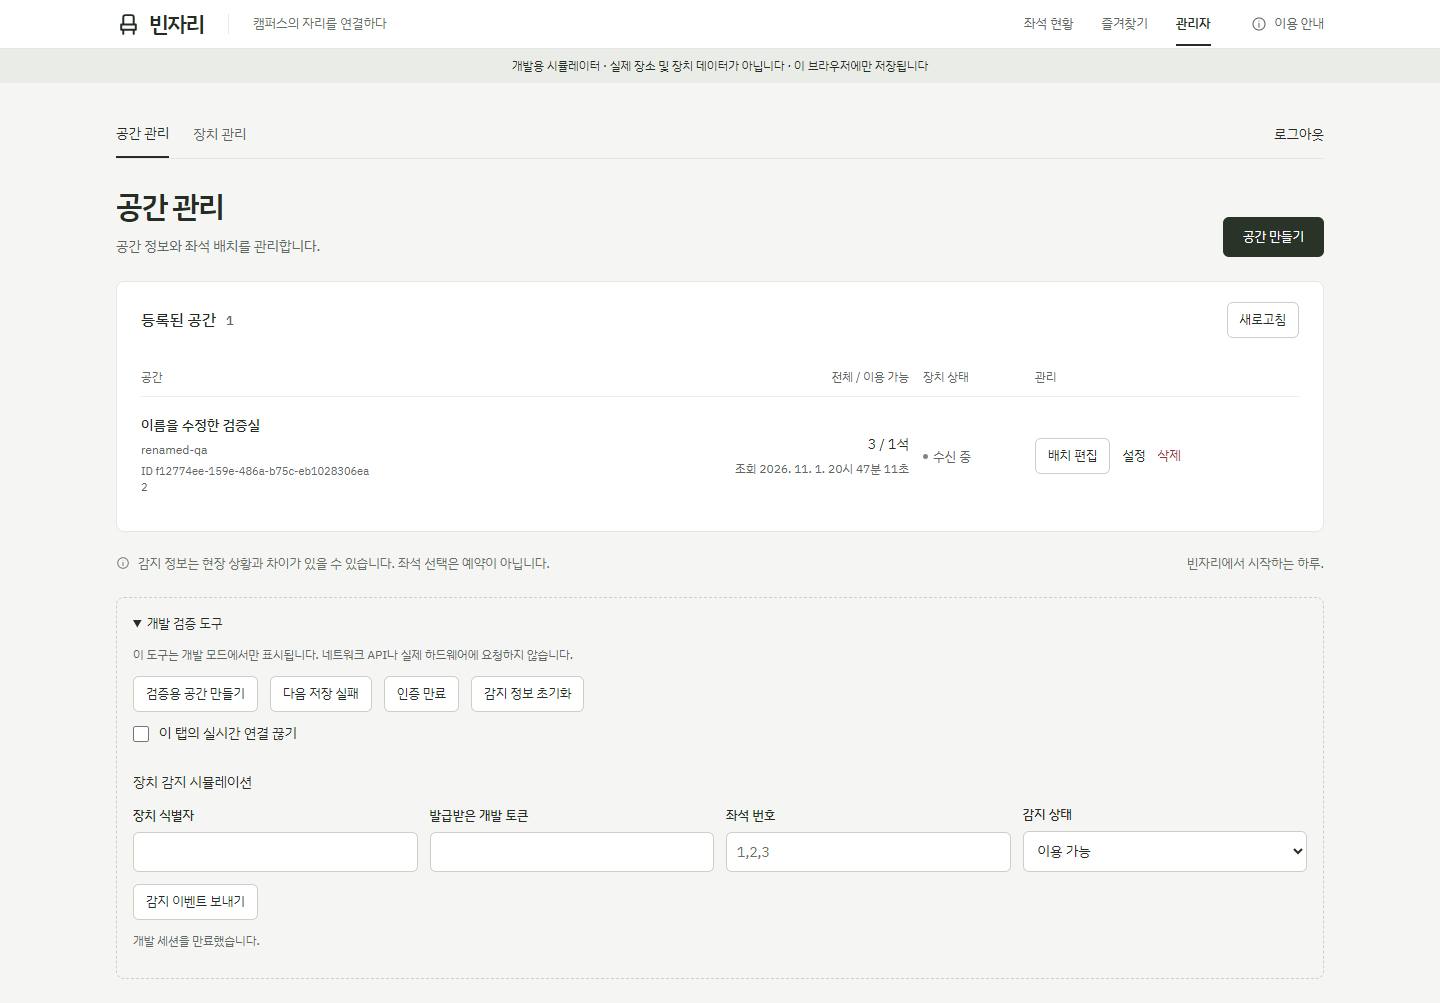 빈자리
캠퍼스의 자리를 연결하다
좌석 현황
즐겨찾기
관리자
이용 안내
개발용 시뮬레이터 · 실제 장소 및 장치 데이터가 아닙니다 · 이 브라우저에만 저장됩니다
공간 관리
장치 관리
로그아웃
공간 관리
공간 정보와 좌석 배치를 관리합니다.
공간 만들기
등록된 공간 1
새로고침
공간
전체 / 이용 가능
장치 상태
관리
이름을 수정한 검증실
renamed-qa
ID f12774ee-159e-486a-b75c-eb1028306ea
2
3 / 1석
조회 2026. 11. 1. 20시 47분 11초
수신 중
배치 편집
설정
삭제
감지 정보는 현장 상황과 차이가 있을 수 있습니다. 좌석 선택은 예약이 아닙니다.
빈자리에서 시작하는 하루.
▼ 개발 검증 도구
이 도구는 개발 모드에서만 표시됩니다. 네트워크 API나 실제 하드웨어에 요청하지 않습니다.
검증용 공간 만들기
다음 저장 실패
인증 만료
감지 정보 초기화
이 탭의 실시간 연결 끊기
장치 감지 시뮬레이션
장치 식별자
발급받은 개발 토큰
좌석 번호
감지 상태
1,2,3
이용 가능
감지 이벤트 보내기
개발 세션을 만료했습니다.